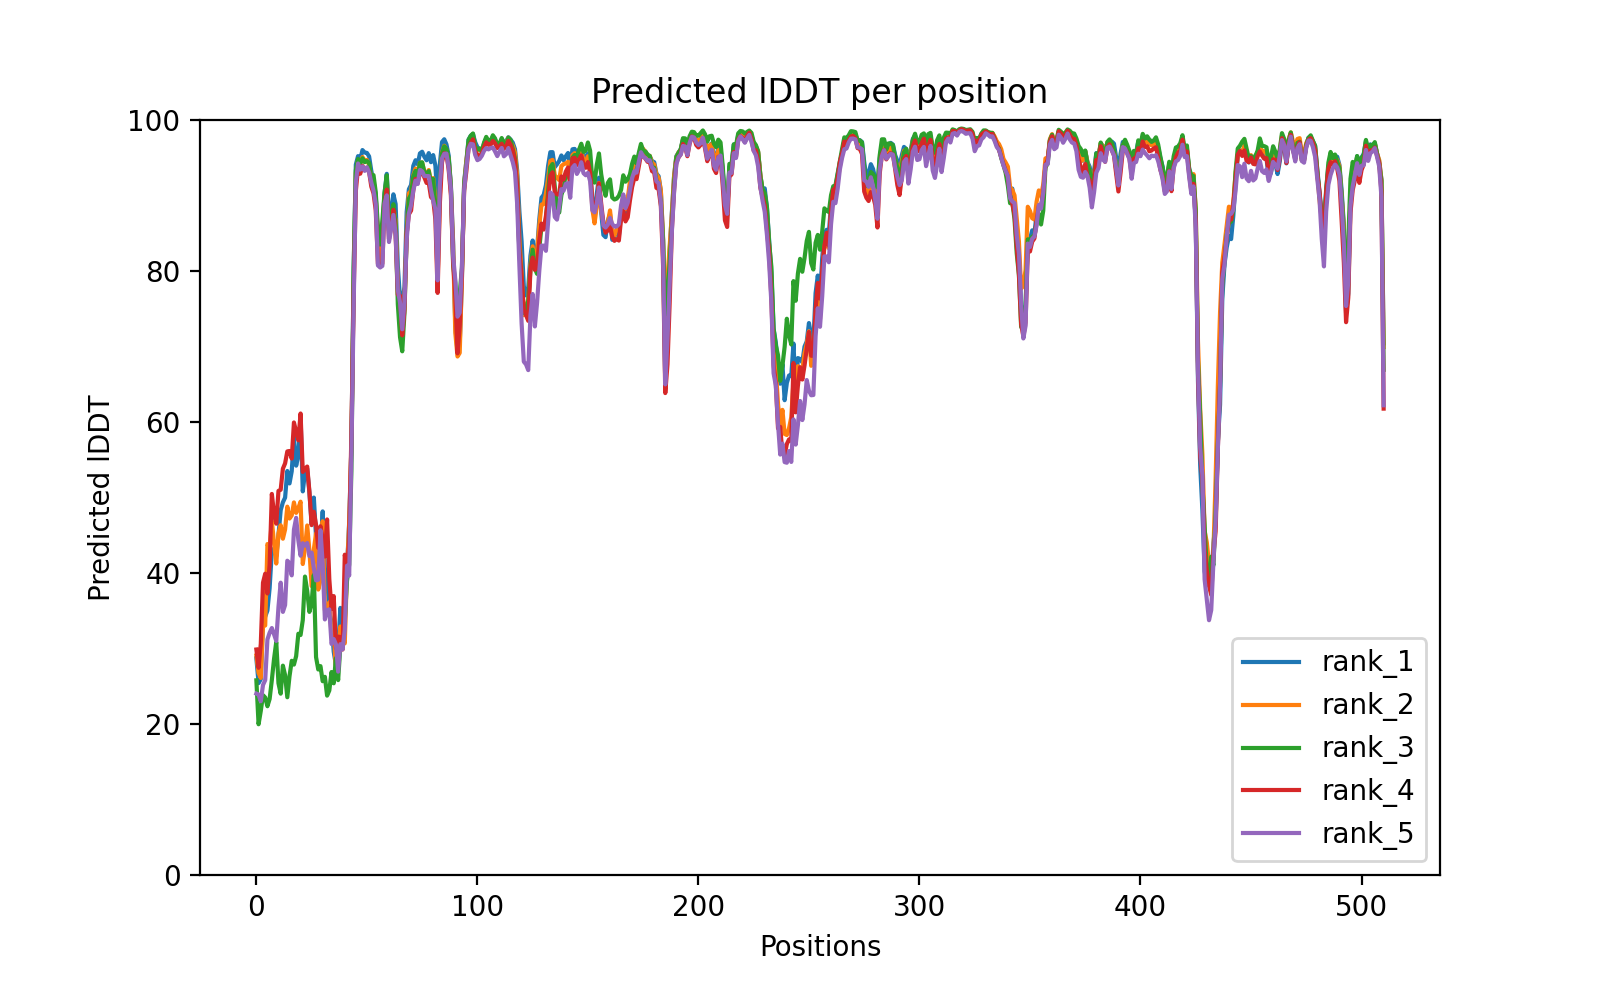 Predicted lDDT per position
100
80
60
40
20
0
Predicted lDDT
0 100 200 300 400 500
Positions
rank_1
rank_2
rank_3
rank_4
rank_5